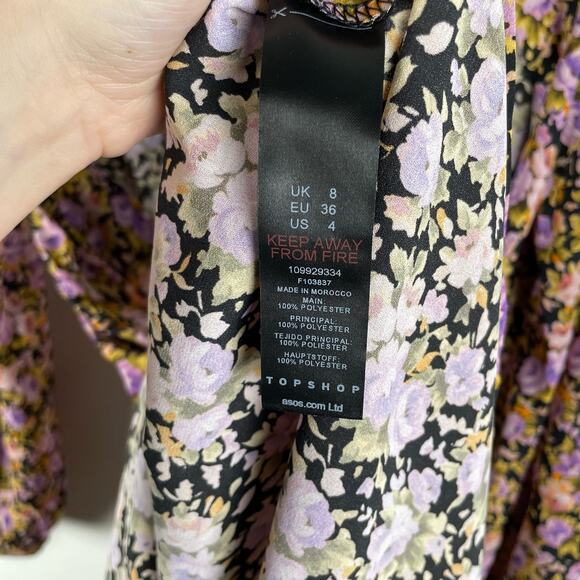 UK 8
EU 36
US 4
KEEP AWAY
FROM FIRE
109929334
F103837
MADE IN MOROCCO
MAIN:
100% POLYESTER
PRINCIPAL:
100% POLYESTER
TEJIDO PRINCIPAL:
100% POLIÉSTER
HAUPTSTOFF:
100% POLYESTER
TOPSHOP
asos.com Ltd